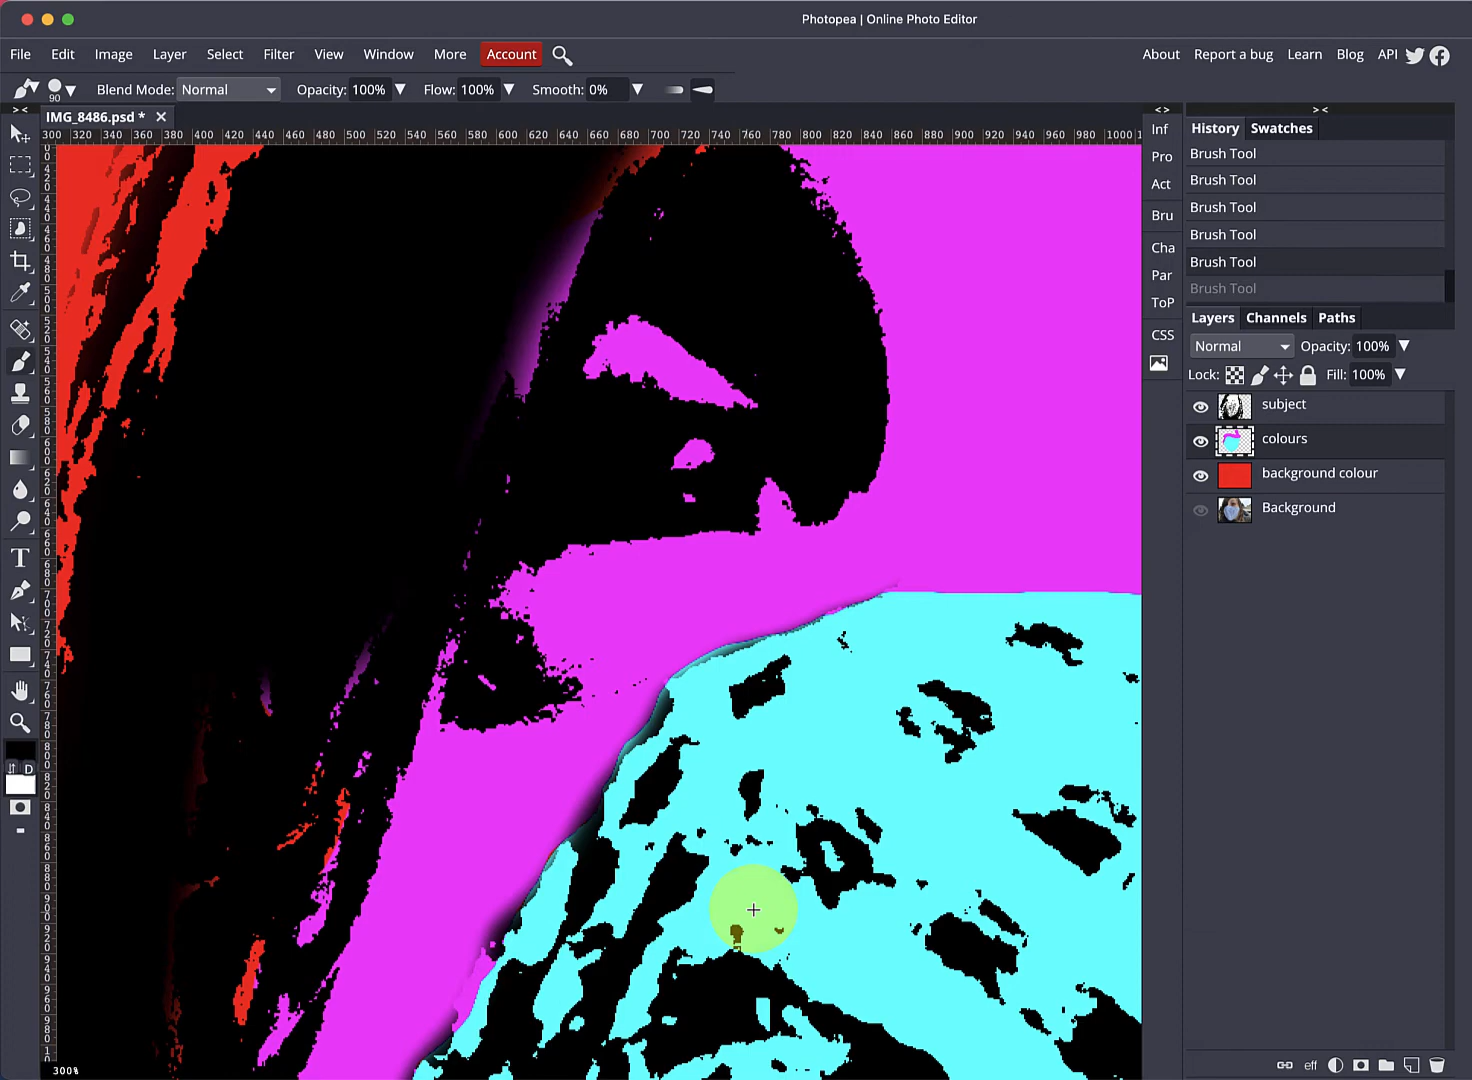 Photopea | Online Photo Editor
File Edit Image Layer Select Filter View Window More Account About Report a bug Learn Blog API
90 Blend Mode: Normal Opacity: 100% Flow: 100% Smooth: 0%
IMG_8486.psd *
300 320 340 360 380 400 420 440 460 480 500 520 540 560 580 600 620 640 660 680 700 720 740 760 780 800 820 840 860 880 900 920 940 960 980 1000
Inf
Pro
Act
Bru
Cha
Par
ToP
CSS
History Swatches
Brush Tool
Brush Tool
Brush Tool
Brush Tool
Brush Tool
Brush Tool
Layers Channels Paths
Normal Opacity: 100%
Lock: Fill: 100%
subject
colours
background colour
Background
T
D
300%
eff